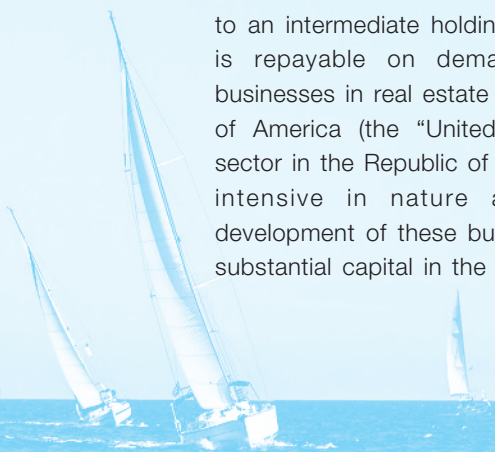 to an intermediate holdin
is repayable on dema
businesses in real estate
of America (the “United
sector in the Republic of
intensive in nature a
development of these bu
substantial capital in the